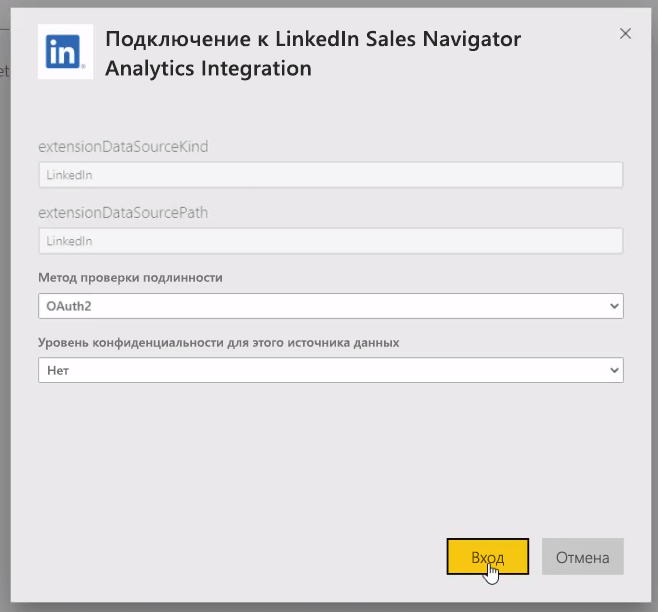 in
Подключение к LinkedIn Sales Navigator
Analytics Integration
et
extensionDataSourceKind
LinkedIn
extensionDataSourcePath
LinkedIn
Метод проверки подлинности
OAuth2
Уровень конфиденциальности для этого источника данных
Нет
Вход
Отмена